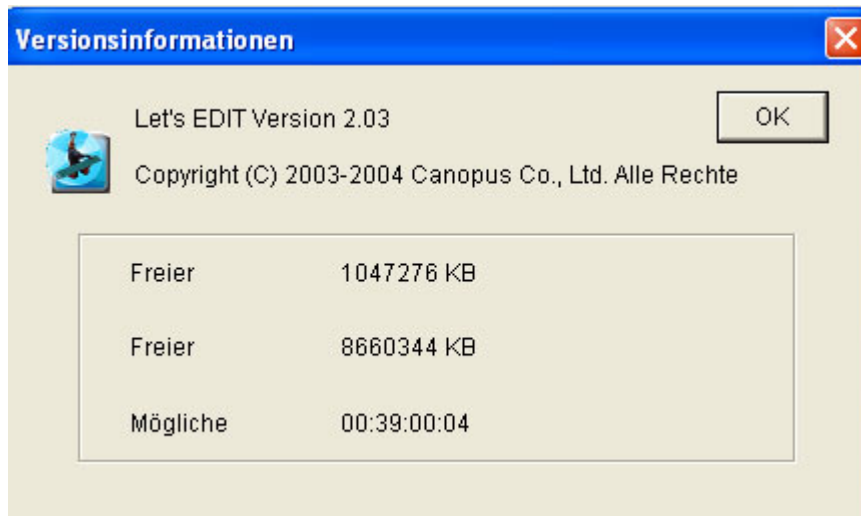 Versionsinformationen
Let's EDIT Version 2.03
OK
Copyright (C) 2003-2004 Canopus Co., Ltd. Alle Rechte
Freier 1047276 KB
Freier 8660344 KB
Mögliche 00:39:00:04